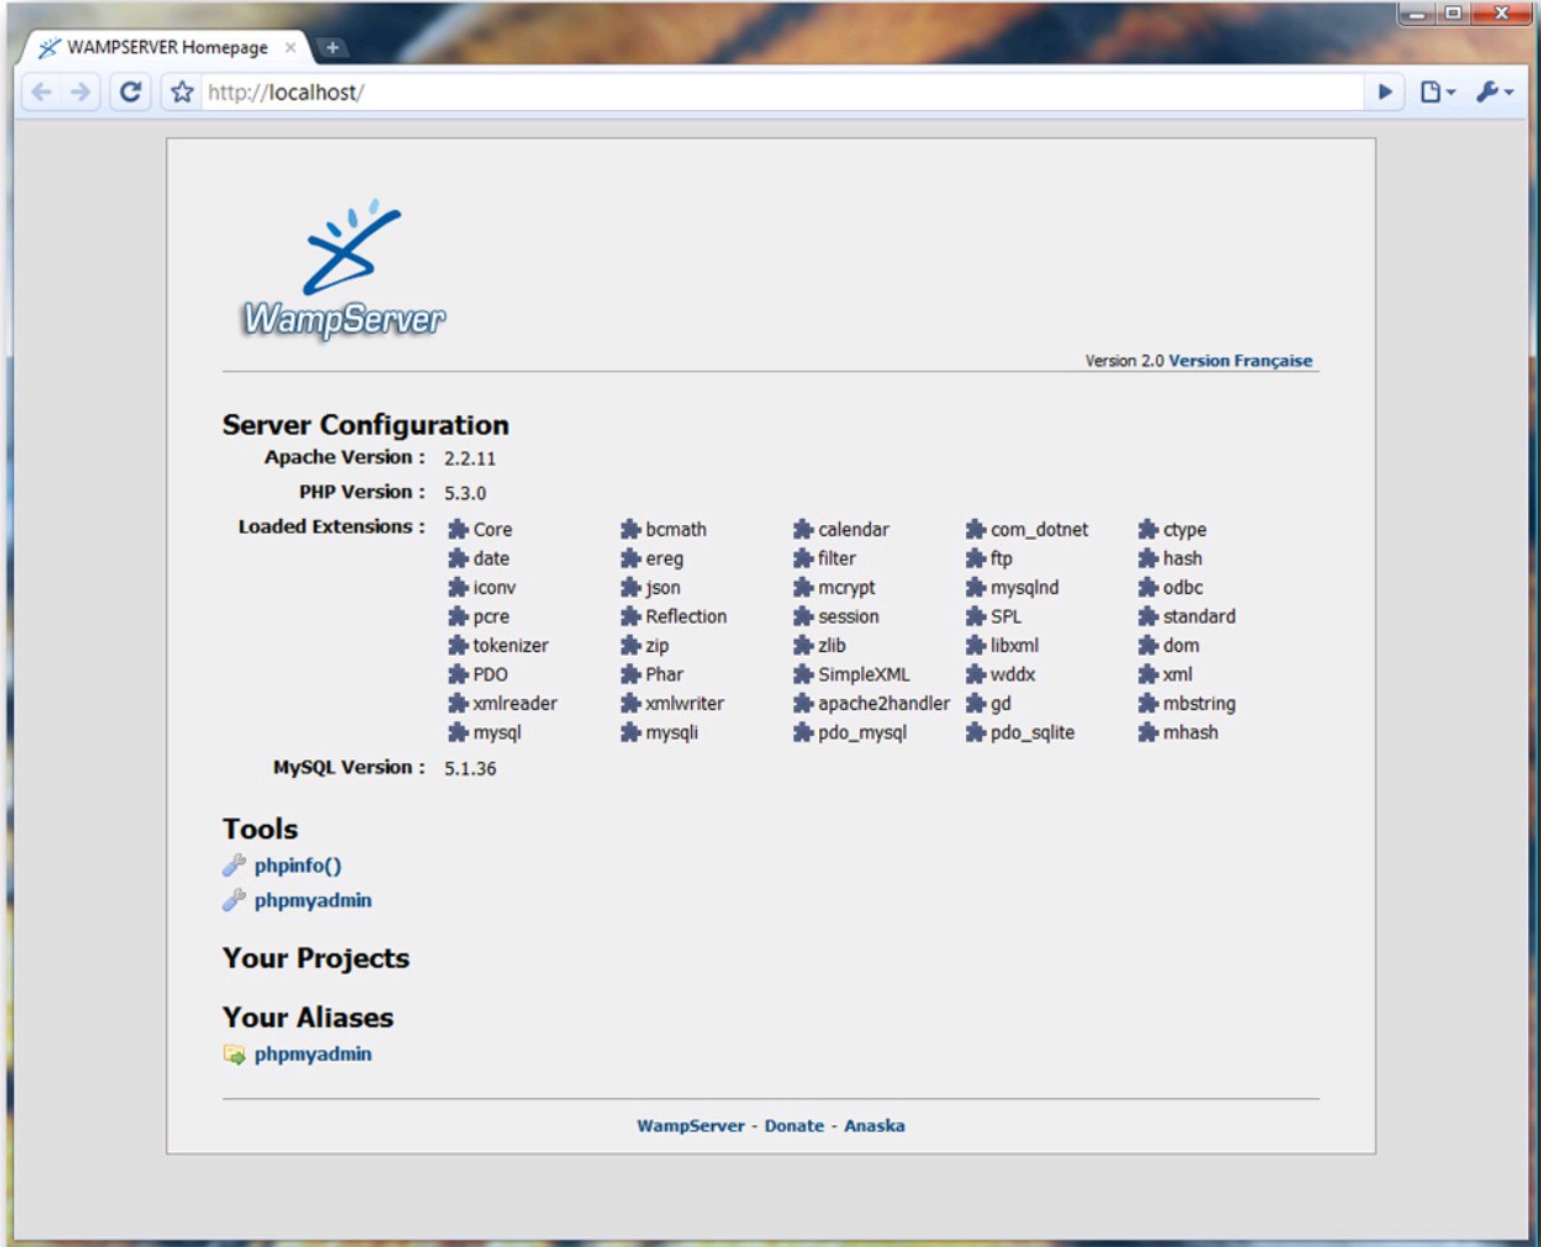 WAMPSERVER Homepage
http://localhost/
WampServer
Version 2.0 Version Française
Server Configuration
Apache Version : 2.2.11
PHP Version : 5.3.0
Loaded Extensions : Core bcmath calendar com_dotnet ctype
date ereg filter ftp hash
iconv json mcrypt mysqlnd odbc
pcre Reflection session SPL standard
tokenizer zip zlib libxml dom
PDO Phar SimpleXML wddx xml
xmlreader xmlwriter apache2handler gd mbstring
mysql mysqli pdo_mysql pdo_sqlite mhash
MySQL Version : 5.1.36
Tools
phpinfo()
phpmyadmin
Your Projects
Your Aliases
phpmyadmin
WampServer - Donate - Anaska